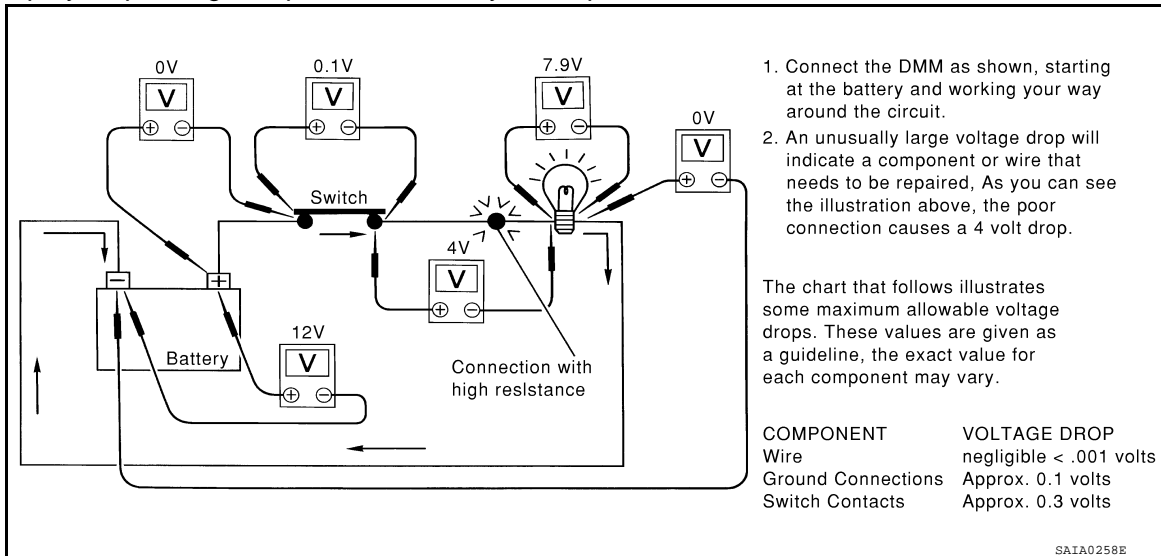 0V
0.1V
7.9V
0V
V
V
V
V
Switch
4V
V
12V
V
Battery
Connection with
high reslstance
1. Connect the DMM as shown, starting
at the battery and working your way
around the circuit.
2. An unusually large voltage drop will
indicate a component or wire that
needs to be repaired, As you can see
the illustration above, the poor
connection causes a 4 volt drop.
The chart that follows illustrates
some maximum allowable voltage
drops. These values are given as
a guideline, the exact value for
each component may vary.
COMPONENT VOLTAGE DROP
Wire negligible < .001 volts
Ground Connections Approx. 0.1 volts
Switch Contacts Approx. 0.3 volts
SAIA0258E